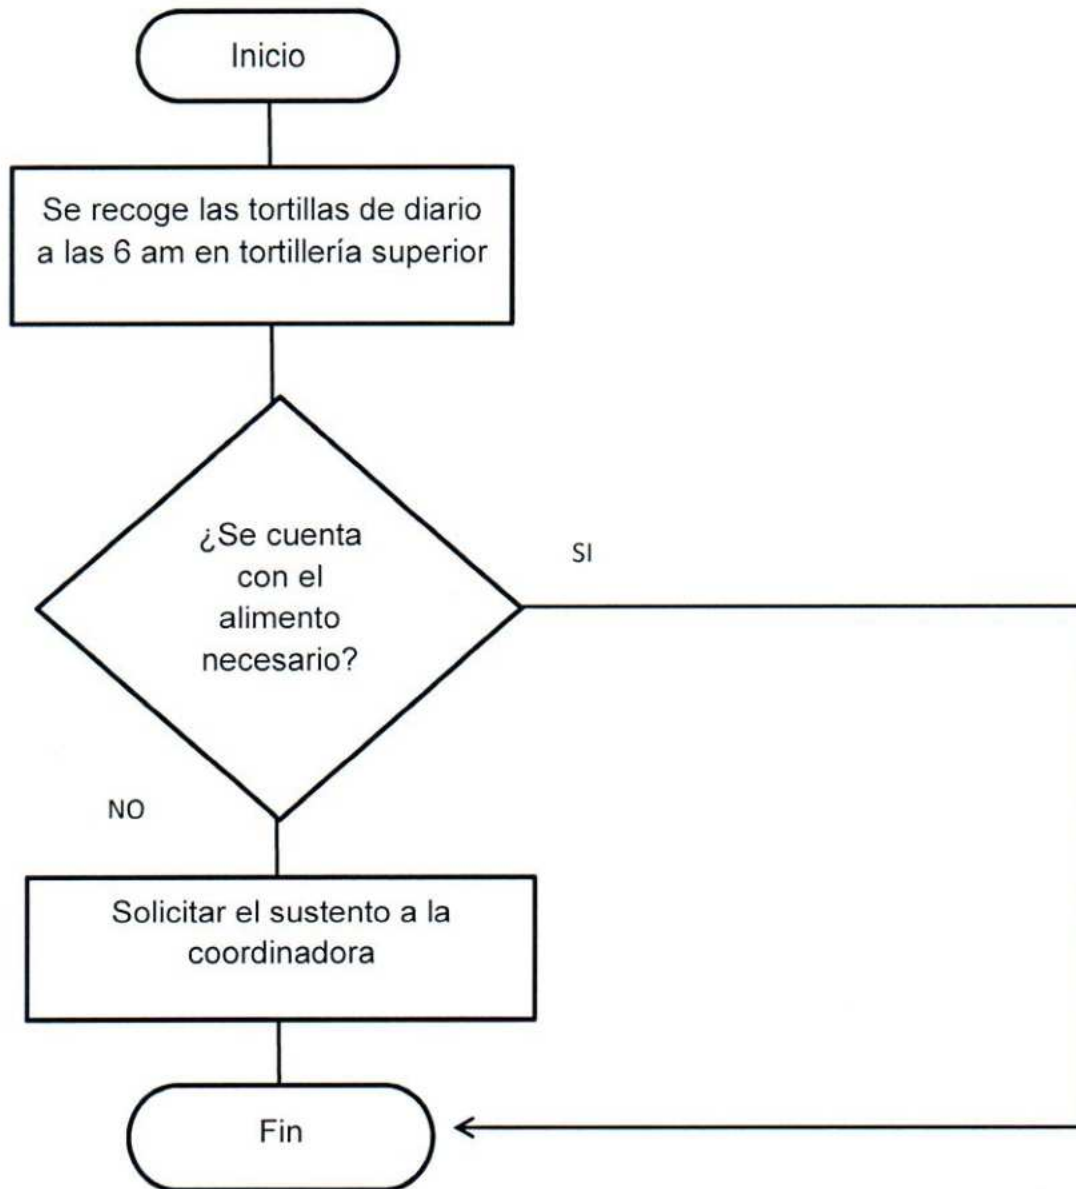 Inicio
Se recoge las tortillas de diario
a las 6 am en tortillería superior
¿Se cuenta
con el
alimento
necesario?
SI
NO
Solicitar el sustento a la
coordinadora
Fin